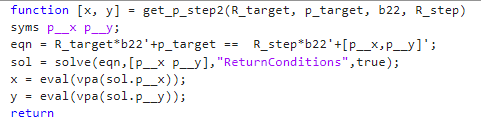 function [x, y] = get_p_step2(R_target, p_target, b22, R_step)
syms p__x p__y;
eqn = R_target*b22'+p_target ==  R_step*b22'+[p__x,p__y]';
sol = solve(eqn,[p__x p__y],"ReturnConditions",true);
x = eval(vpa(sol.p__x));
y = eval(vpa(sol.p__y));
return